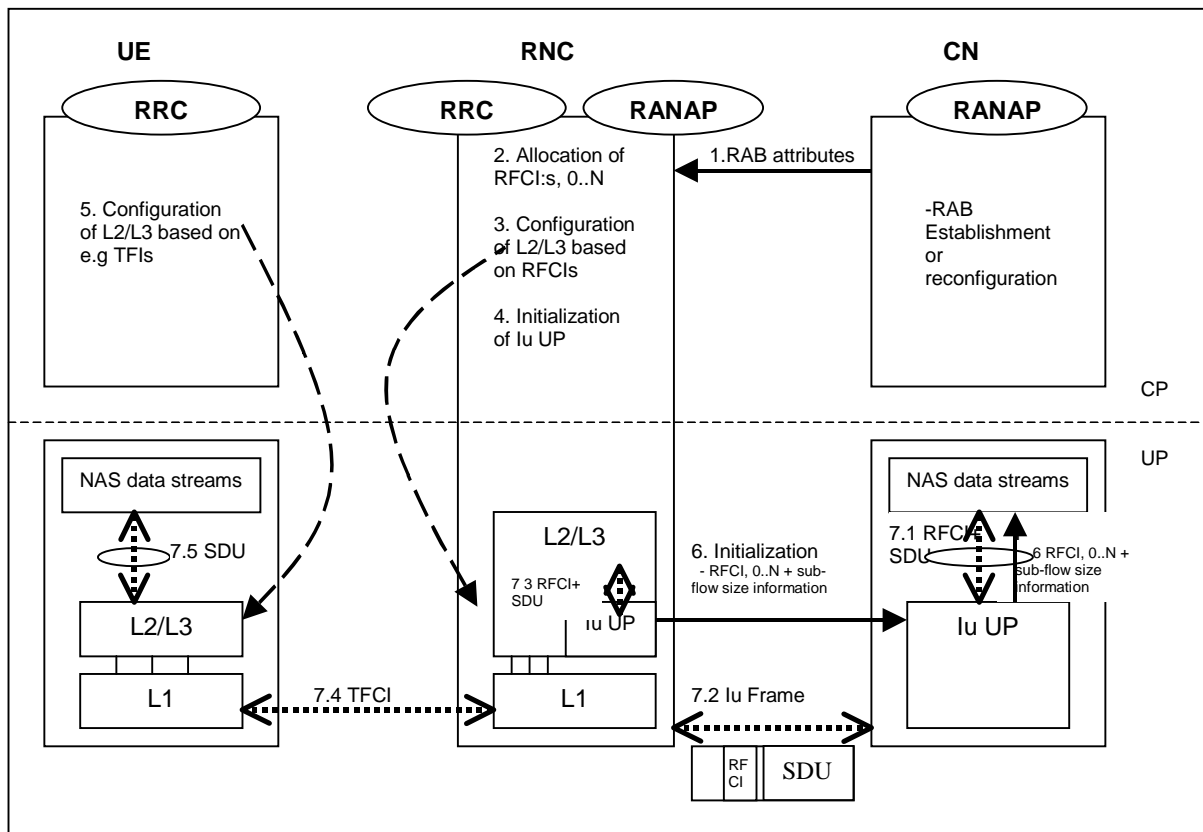 UE
RNC
CN
RRC
RRC
RANAP
RANAP
2. Allocation of
RFCI:s, 0..N
1.RAB attributes
5. Configuration
of L2/L3 based on
e.g TFIs
3. Configuration
of L2/L3 based
on RFCIs
-RAB
Establishment
or
reconfiguration
4. Initialization
of Iu UP
CP
UP
NAS data streams
NAS data streams
7.5 SDU
L2/L3
7 3 RFCI+
SDU
Iu UP
6. Initialization
- RFCI, 0..N + sub-
flow size information
7.1 RFCI+
SDU
6 RFCI, 0..N +
sub-flow size
information
L2/L3
Iu UP
L1
7.4 TFCI
L1
7.2 Iu Frame
RF
CI
SDU